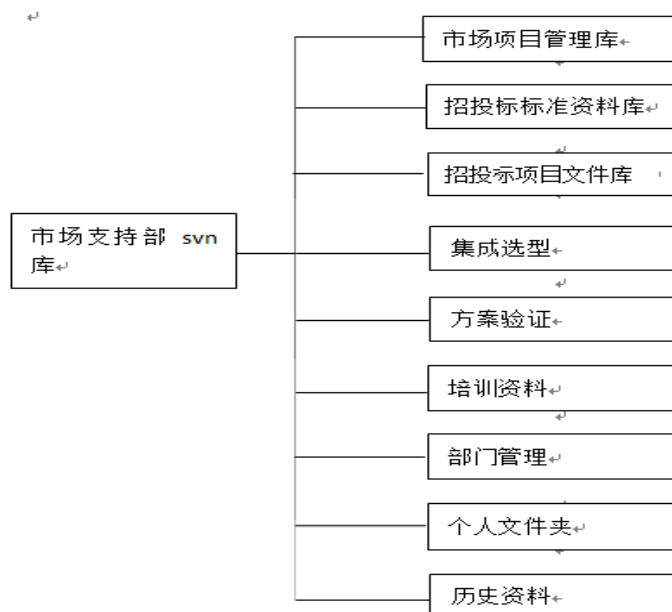 市场项目管理库
招投标标准资料库
招投标项目文件库
市场支持部 svn
库
集成选型
方案验证
培训资料
部门管理
个人文件夹
历史资料